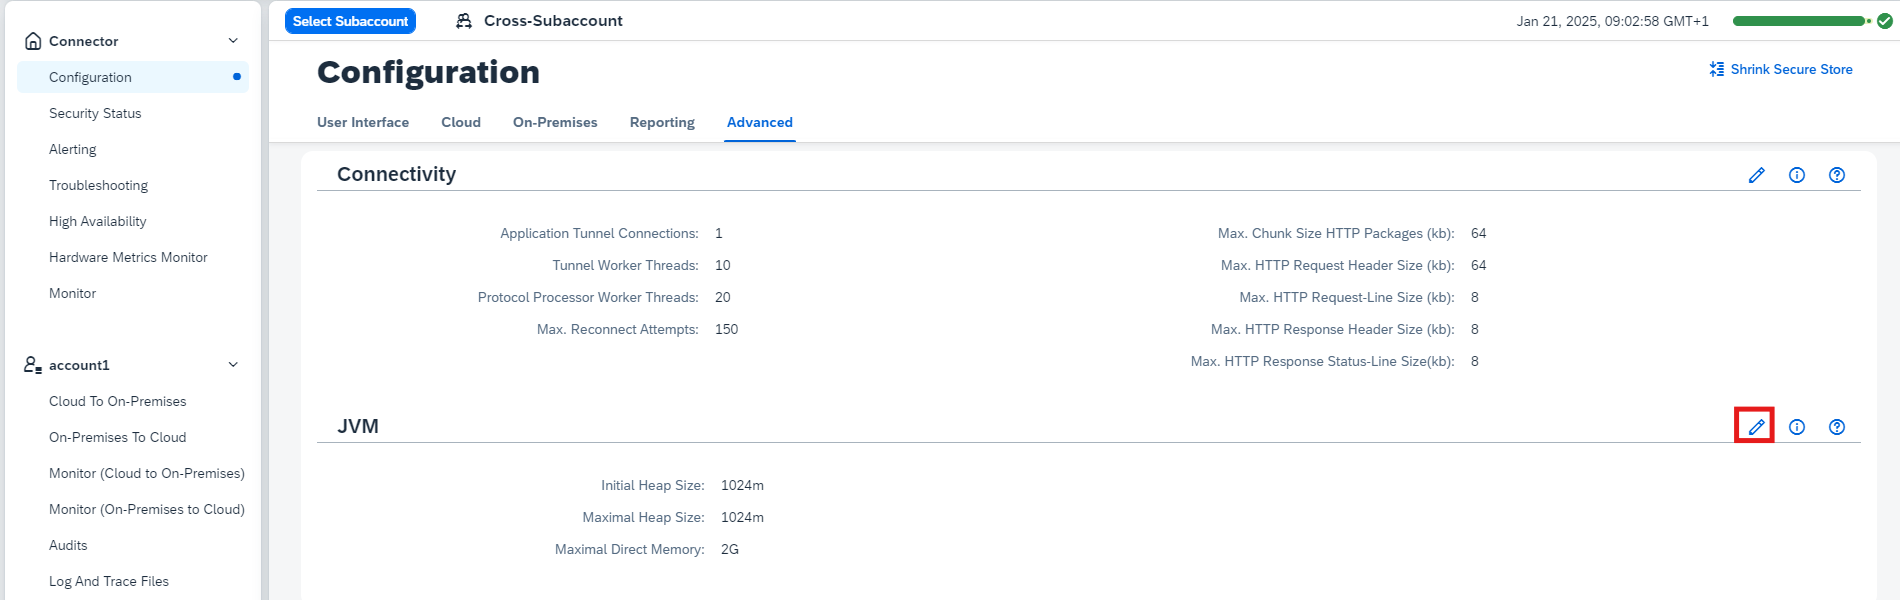 Select Subaccount
Cross-Subaccount
Jan 21, 2025, 09:02:58 GMT+1
Connector
Configuration
Security Status
Alerting
Troubleshooting
High Availability
Hardware Metrics Monitor
Monitor
account1
Cloud To On-Premises
On-Premises To Cloud
Monitor (Cloud to On-Premises)
Monitor (On-Premises to Cloud)
Audits
Log And Trace Files
Configuration
Shrink Secure Store
User Interface
Cloud
On-Premises
Reporting
Advanced
Connectivity
Application Tunnel Connections: 1
Tunnel Worker Threads: 10
Protocol Processor Worker Threads: 20
Max. Reconnect Attempts: 150
Max. Chunk Size HTTP Packages (kb): 64
Max. HTTP Request Header Size (kb): 64
Max. HTTP Request-Line Size (kb): 8
Max. HTTP Response Header Size (kb): 8
Max. HTTP Response Status-Line Size(kb): 8
JVM
Initial Heap Size: 1024m
Maximal Heap Size: 1024m
Maximal Direct Memory: 2G